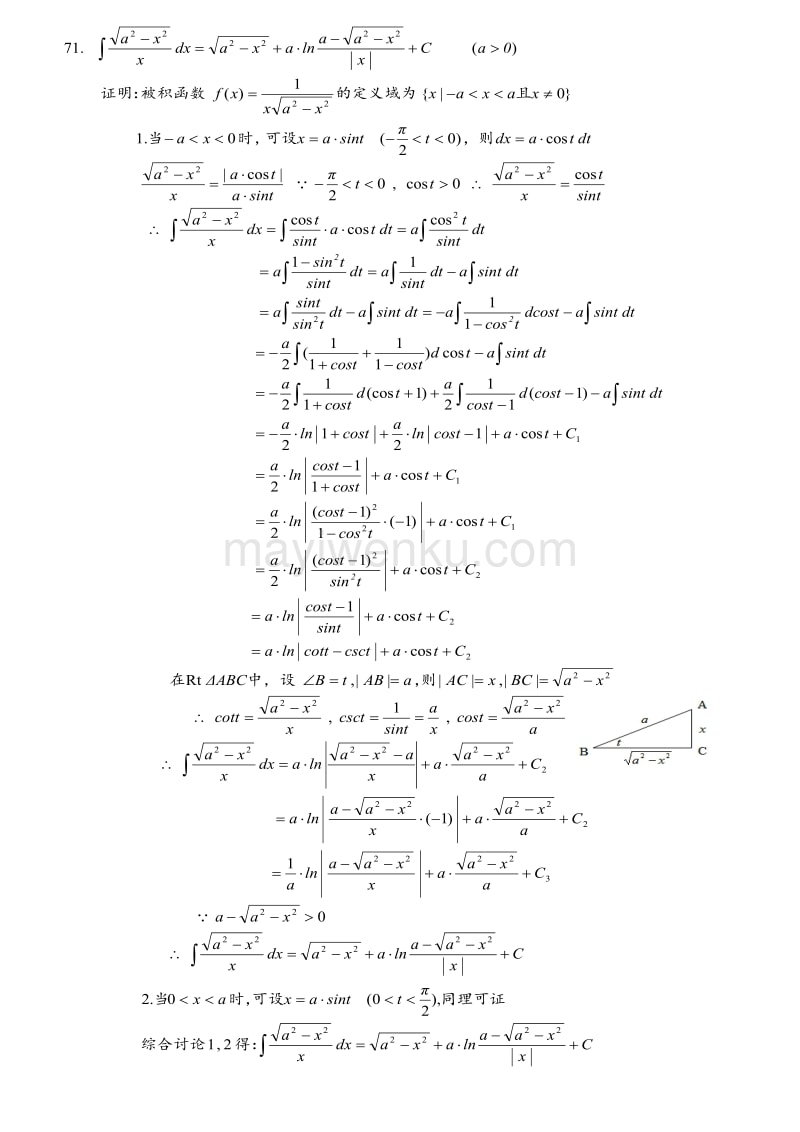 71. ∫ √(a²−x²)/x dx = √(a²−x²) + a·ln (a−√(a²−x²))/|x| + C (a > 0)
证明:被积函数 f(x) = 1/(x√(a²−x²)) 的定义域为 {x | −a < x < a且x ≠ 0}
1.当−a < x < 0时,可设x = a·sint (−π/2 < t < 0), 则dx = a·cost dt
√(a²−x²)/x = |a·cost|/(a·sint) ∵ −π/2 < t < 0 , cost > 0 ∴ √(a²−x²)/x = cost/sint
∴ ∫ √(a²−x²)/x dx = ∫ cost/sint · a·cost dt = a∫ cos²t/sint dt
= a∫ (1−sin²t)/sint dt = a∫ 1/sint dt − a∫ sint dt
= a∫ sint/sin²t dt − a∫ sint dt = −a∫ 1/(1−cos²t) dcost − a∫ sint dt
= −a/2 ∫ (1/(1+cost) + 1/(1−cost))d cost − a∫ sint dt
= −a/2 ∫ 1/(1+cost) d(cost+1) + a/2 ∫ 1/(cost−1) d(cost−1) − a∫ sint dt
= −a/2 · ln|1+cost| + a/2 · ln|cost−1| + a·cost + C₁
= a/2 · ln|(cost−1)/(1+cost)| + a·cost + C₁
= a/2 · ln|(cost−1)²/(1−cos²t) · (−1)| + a·cost + C₁
mayiwenku.com
= a/2 · ln|(cost−1)²/sin²t| + a·cost + C₂
= a·ln|(cost−1)/sint| + a·cost + C₂
= a·ln|cott − csct| + a·cost + C₂
在Rt ΔABC中, 设 ∠B = t ,| AB |= a ,则| AC |= x ,| BC |= √(a²−x²)
∴ cott = √(a²−x²)/x , csct = 1/sint = a/x , cost = √(a²−x²)/a
A
a
x
t
B
C
√(a²−x²)
∴ ∫ √(a²−x²)/x dx = a·ln|(√(a²−x²)−a)/x| + a·√(a²−x²)/a + C₂
= a·ln|(a−√(a²−x²))/x · (−1)| + a·√(a²−x²)/a + C₂
= 1/a · ln|(a−√(a²−x²))/x| + a·√(a²−x²)/a + C₃
∵ a−√(a²−x²) > 0
∴ ∫ √(a²−x²)/x dx = √(a²−x²) + a·ln (a−√(a²−x²))/|x| + C
2.当0 < x < a时,可设x = a·sint (0 < t < π/2),同理可证
综合讨论1,2得:∫ √(a²−x²)/x dx = √(a²−x²) + a·ln (a−√(a²−x²))/|x| + C